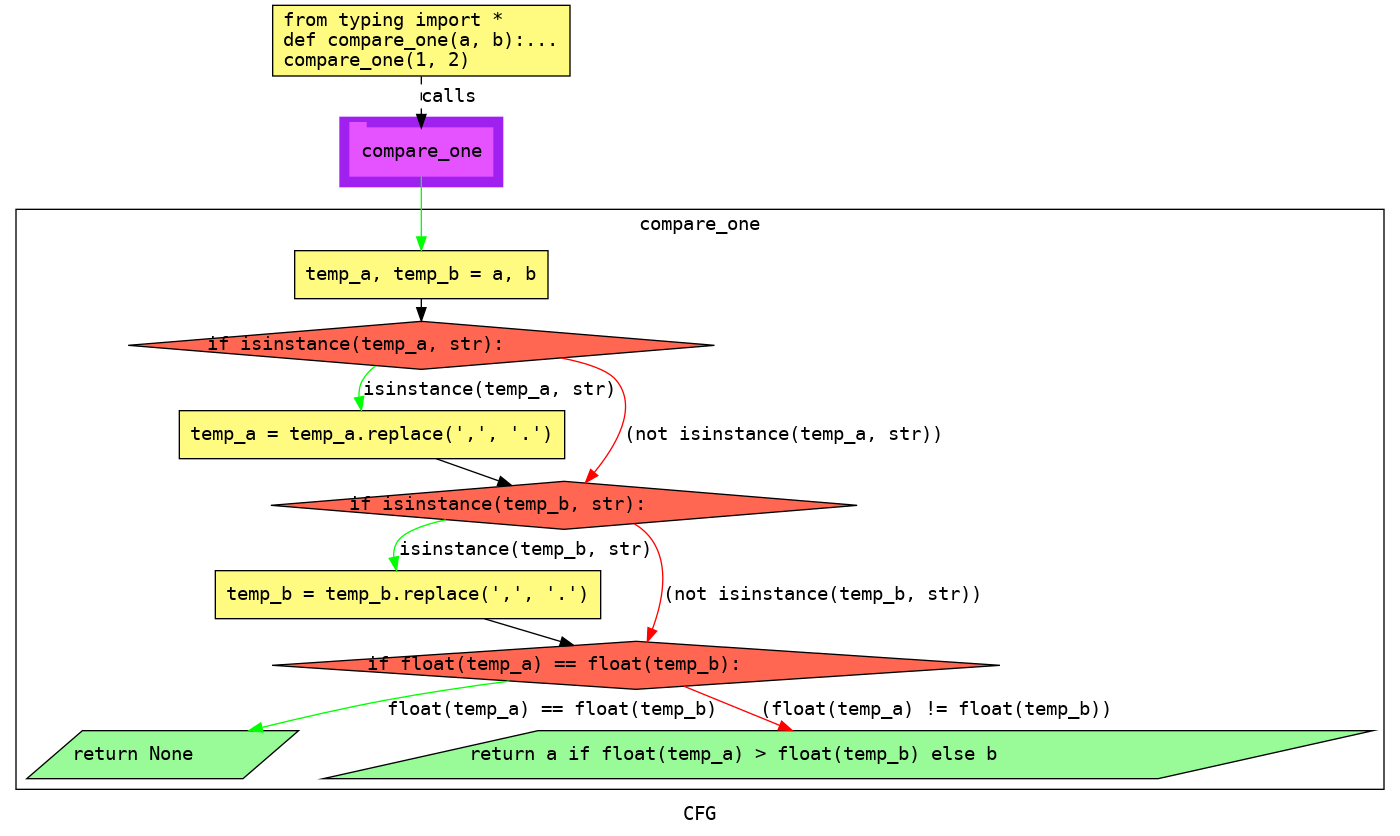 from typing import *
def compare_one(a, b):...
compare_one(1, 2)
calls
compare_one
compare_one
temp_a, temp_b = a, b
if isinstance(temp_a, str):
isinstance(temp_a, str)
temp_a = temp_a.replace(',', '.')
(not isinstance(temp_a, str))
if isinstance(temp_b, str):
isinstance(temp_b, str)
temp_b = temp_b.replace(',', '.')
(not isinstance(temp_b, str))
if float(temp_a) == float(temp_b):
float(temp_a) == float(temp_b)
(float(temp_a) != float(temp_b))
return None
return a if float(temp_a) > float(temp_b) else b
CFG